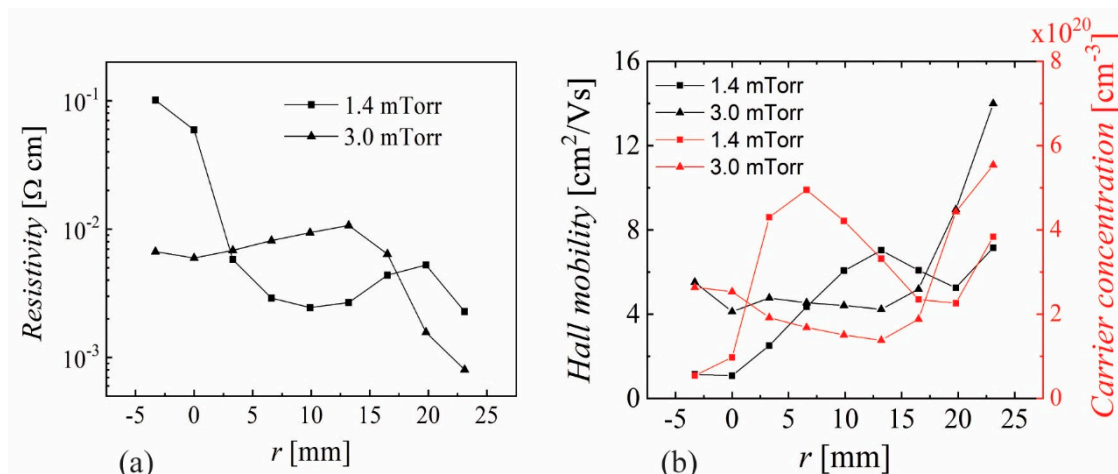 10^-1
10^-2
10^-3
Resistivity [Ω cm]
1.4 mTorr
3.0 mTorr
-5 0 5 10 15 20 25
r [mm]
(a)
x10^20
16
12
8
4
0
Hall mobility [cm²/Vs]
1.4 mTorr
3.0 mTorr
1.4 mTorr
3.0 mTorr
8
6
4
2
0
Carrier concentration [cm^-3]
-5 0 5 10 15 20 25
r [mm]
(b)